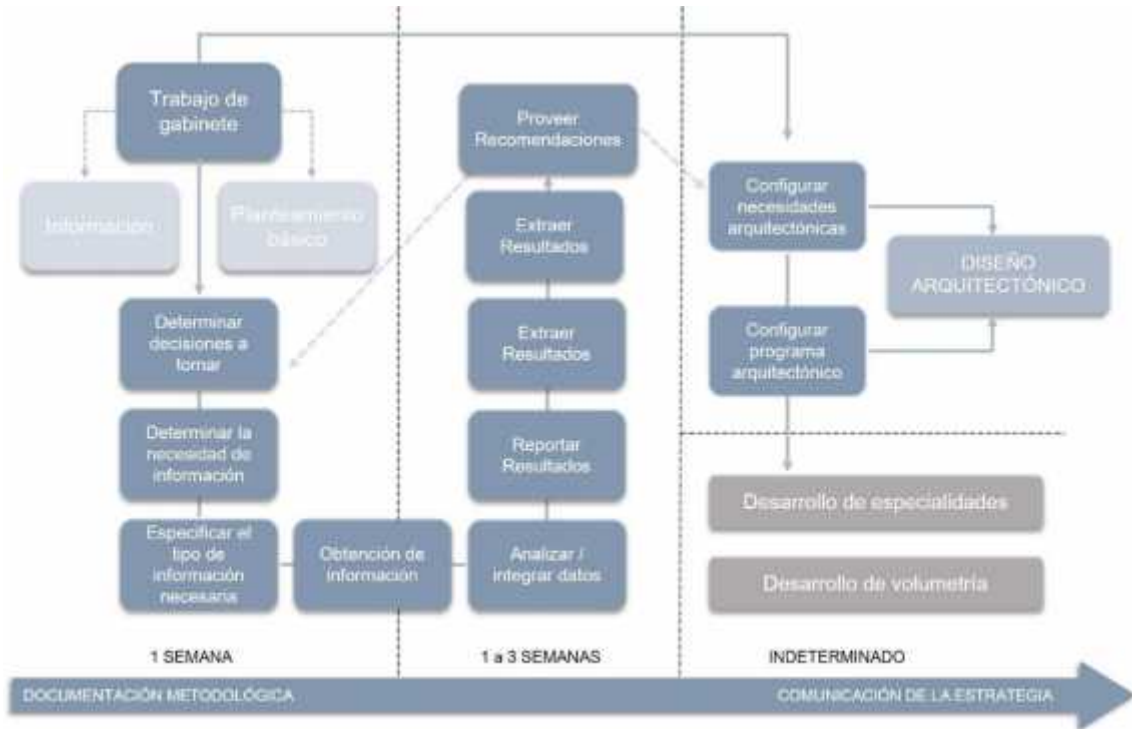 Trabajo de
gabinete
Información
Planteamiento
básico
Determinar
decisiones a
tomar
Determinar la
necesidad de
información
Especificar el
tipo de
información
necesaria
Obtención de
información
Proveer
Recomendaciones
Extraer
Resultados
Extraer
Resultados
Reportar
Resultados
Analizar /
integrar datos
Configurar
necesidades
arquitectónicas
DISEÑO
ARQUITECTÓNICO
Configurar
programa
arquitectónico
Desarrollo de especialidades
Desarrollo de volumetría
1 SEMANA
1 a 3 SEMANAS
INDETERMINADO
DOCUMENTACIÓN METODOLÓGICA
COMUNICACIÓN DE LA ESTRATEGIA